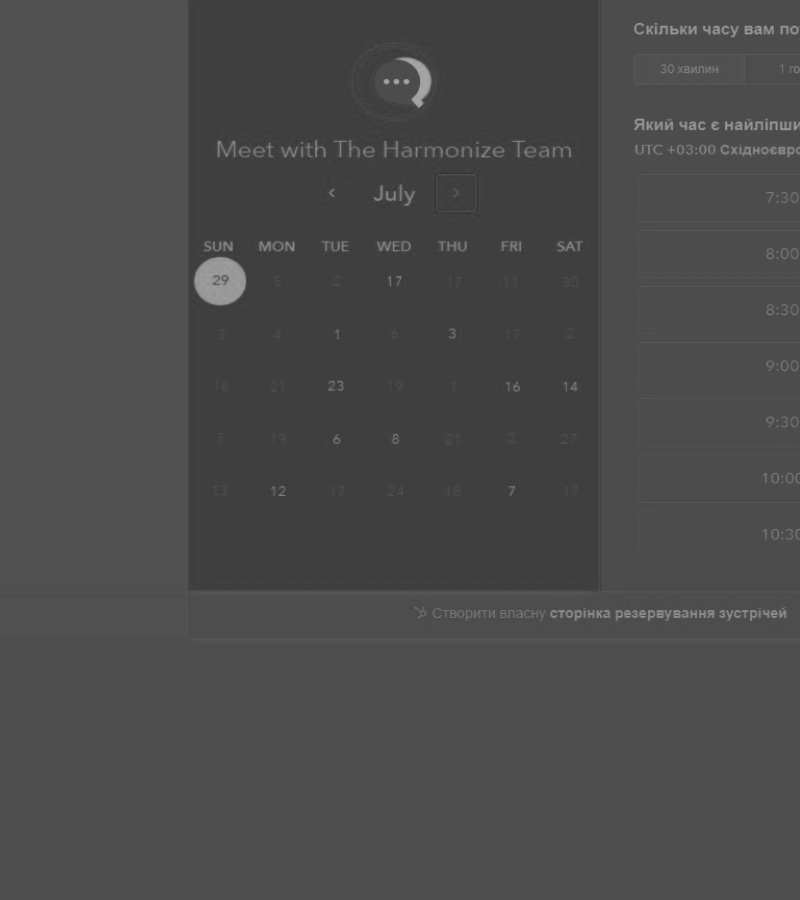 Meet with The Harmonize Team
July
SUN MON TUE WED THU FRI SAT
29 5 2 17 17 11 30
3 4 1 6 3 17 2
16 21 23 19 1 16 14
7 19 6 8 21 2 27
13 12 17 24 18 7 17
Скільки часу вам по
30 хвилин 1 го
Який час є найліпши
UTC +03:00 Східноєвро
7:30
8:00
8:30
9:00
9:30
10:00
10:30
Створити власну сторінка резервування зустрічей